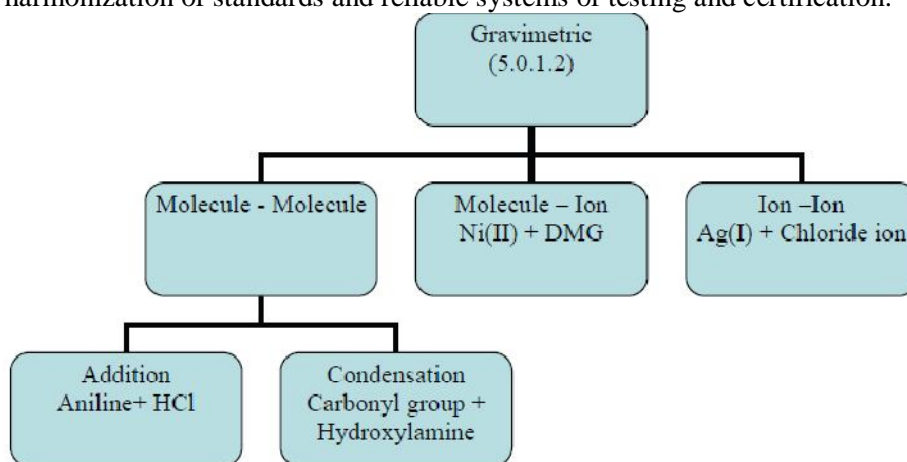 harmonization of standards and reliable systems of testing and certification.
Gravimetric
(5.0.1.2)
Molecule - Molecule
Molecule – Ion
Ni(II) + DMG
Ion –Ion
Ag(I) + Chloride ion
Addition
Aniline+ HCl
Condensation
Carbonyl group +
Hydroxylamine